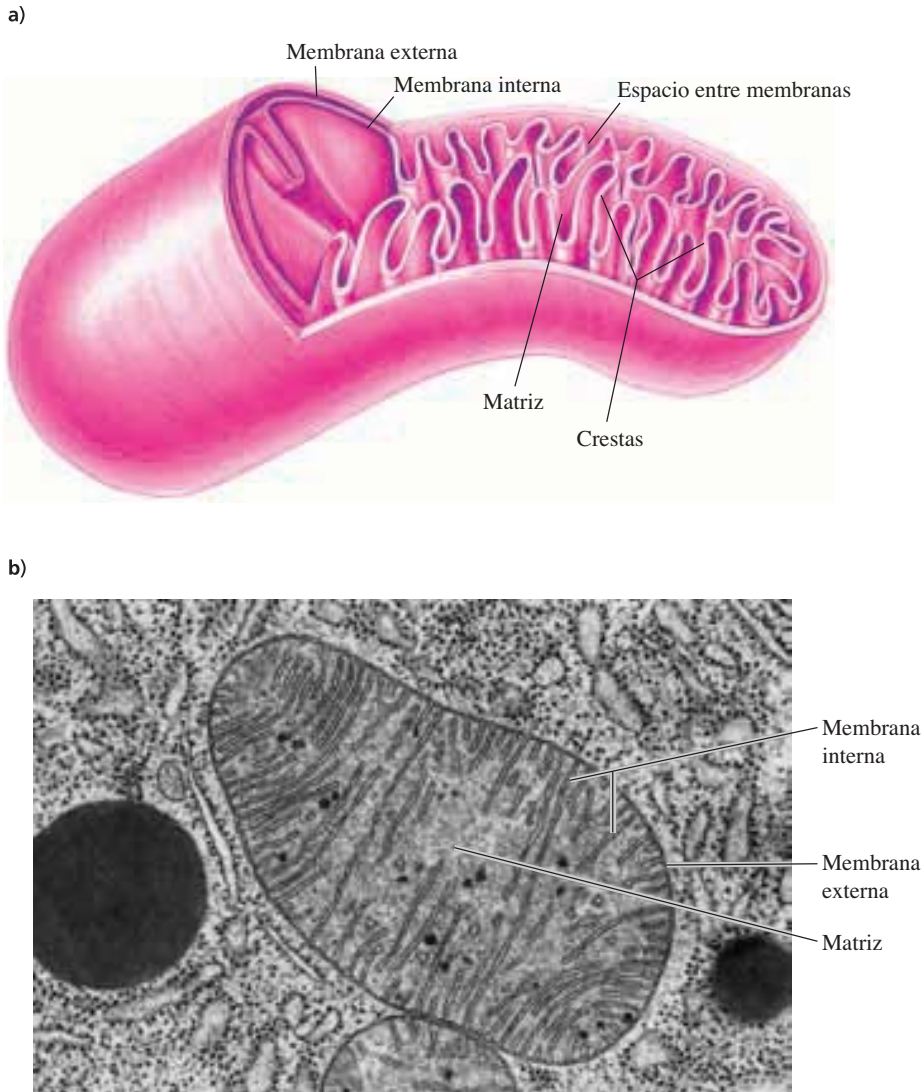 a)
Membrana externa
Membrana interna
Espacio entre membranas
Matriz
Crestas
b)
Membrana
interna
Membrana
externa
Matriz